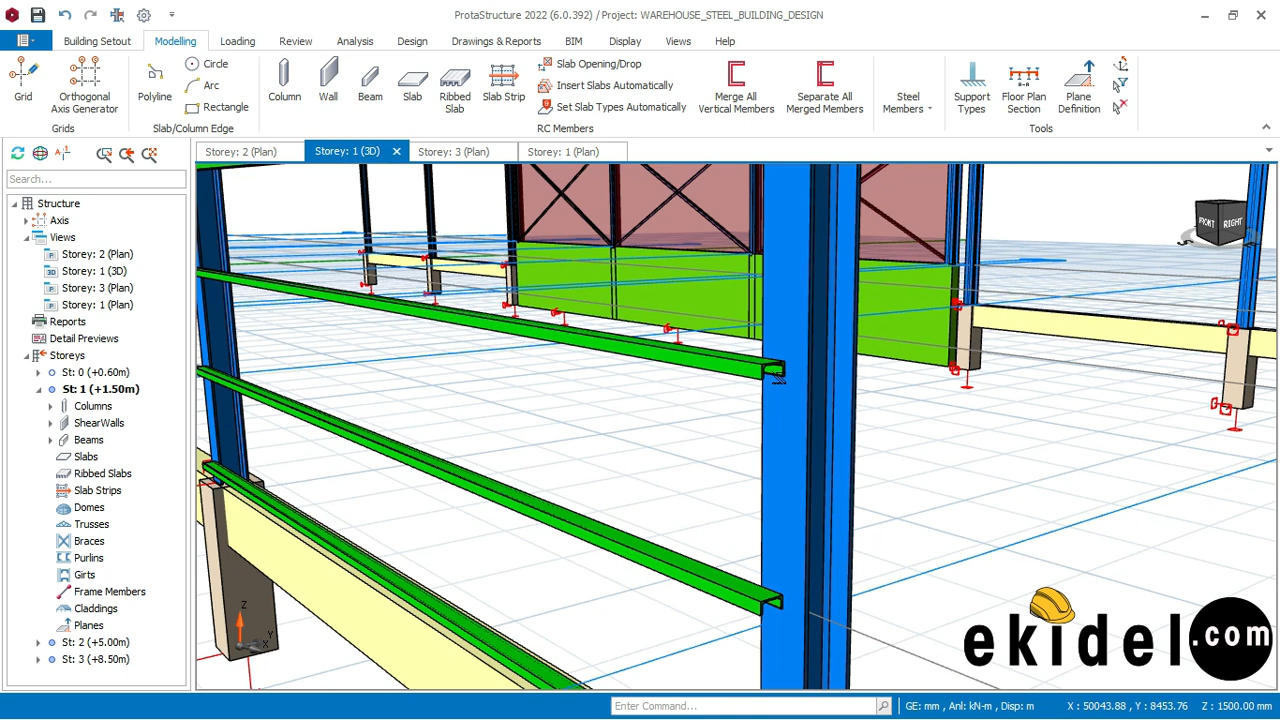 ProtaStructure 2022 (6.0.392) / Project: WAREHOUSE_STEEL_BUILDING_DESIGN
Building Setout
Modelling
Loading
Review
Analysis
Design
Drawings & Reports
BIM
Display
Views
Help
Grid
Orthogonal
Axis Generator
Grids
Polyline
Circle
Arc
Rectangle
Slab/Column Edge
Column
Wall
Beam
Slab
Ribbed
Slab
Slab Strip
Slab Opening/Drop
Insert Slabs Automatically
Set Slab Types Automatically
Merge All
Vertical Members
Separate All
Merged Members
RC Members
Steel
Members
Support
Types
Floor Plan
Section
Plane
Definition
Tools
Storey: 2 (Plan)
Storey: 1 (3D)
Storey: 3 (Plan)
Storey: 1 (Plan)
Search...
Structure
Axis
Views
Storey: 2 (Plan)
Storey: 1 (3D)
Storey: 3 (Plan)
Storey: 1 (Plan)
Reports
Detail Previews
Storeys
St: 0 (+0.60m)
St: 1 (+1.50m)
Columns
ShearWalls
Beams
Slabs
Ribbed Slabs
Slab Strips
Domes
Trusses
Braces
Purlins
Girts
Frame Members
Claddings
Planes
St: 2 (+5.00m)
St: 3 (+8.50m)
FRONT
RIGHT
Z
Y
X
ekidel.com
Enter Command...
GE: mm , Anl: kN-m , Disp: m
X : 50043.88 , Y : 8453.76
Z : 1500.00 mm